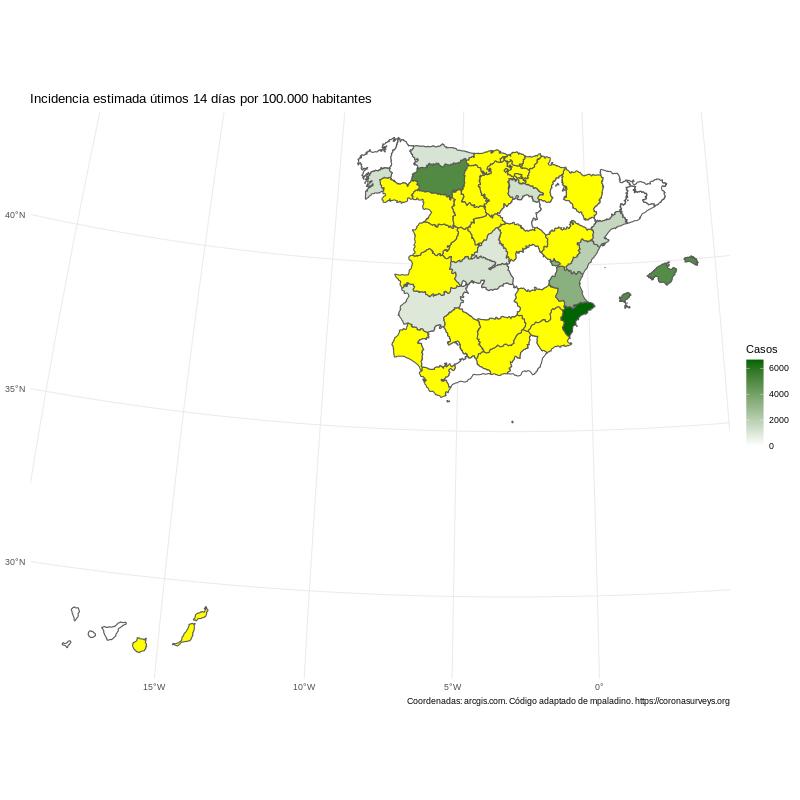 Incidencia estimada útimos 14 días por 100.000 habitantes
40°N
35°N
30°N
15°W
10°W
5°W
0°
Casos
6000
4000
2000
0
Coordenadas: arcgis.com. Código adaptado de mpaladino. https://coronasurveys.org